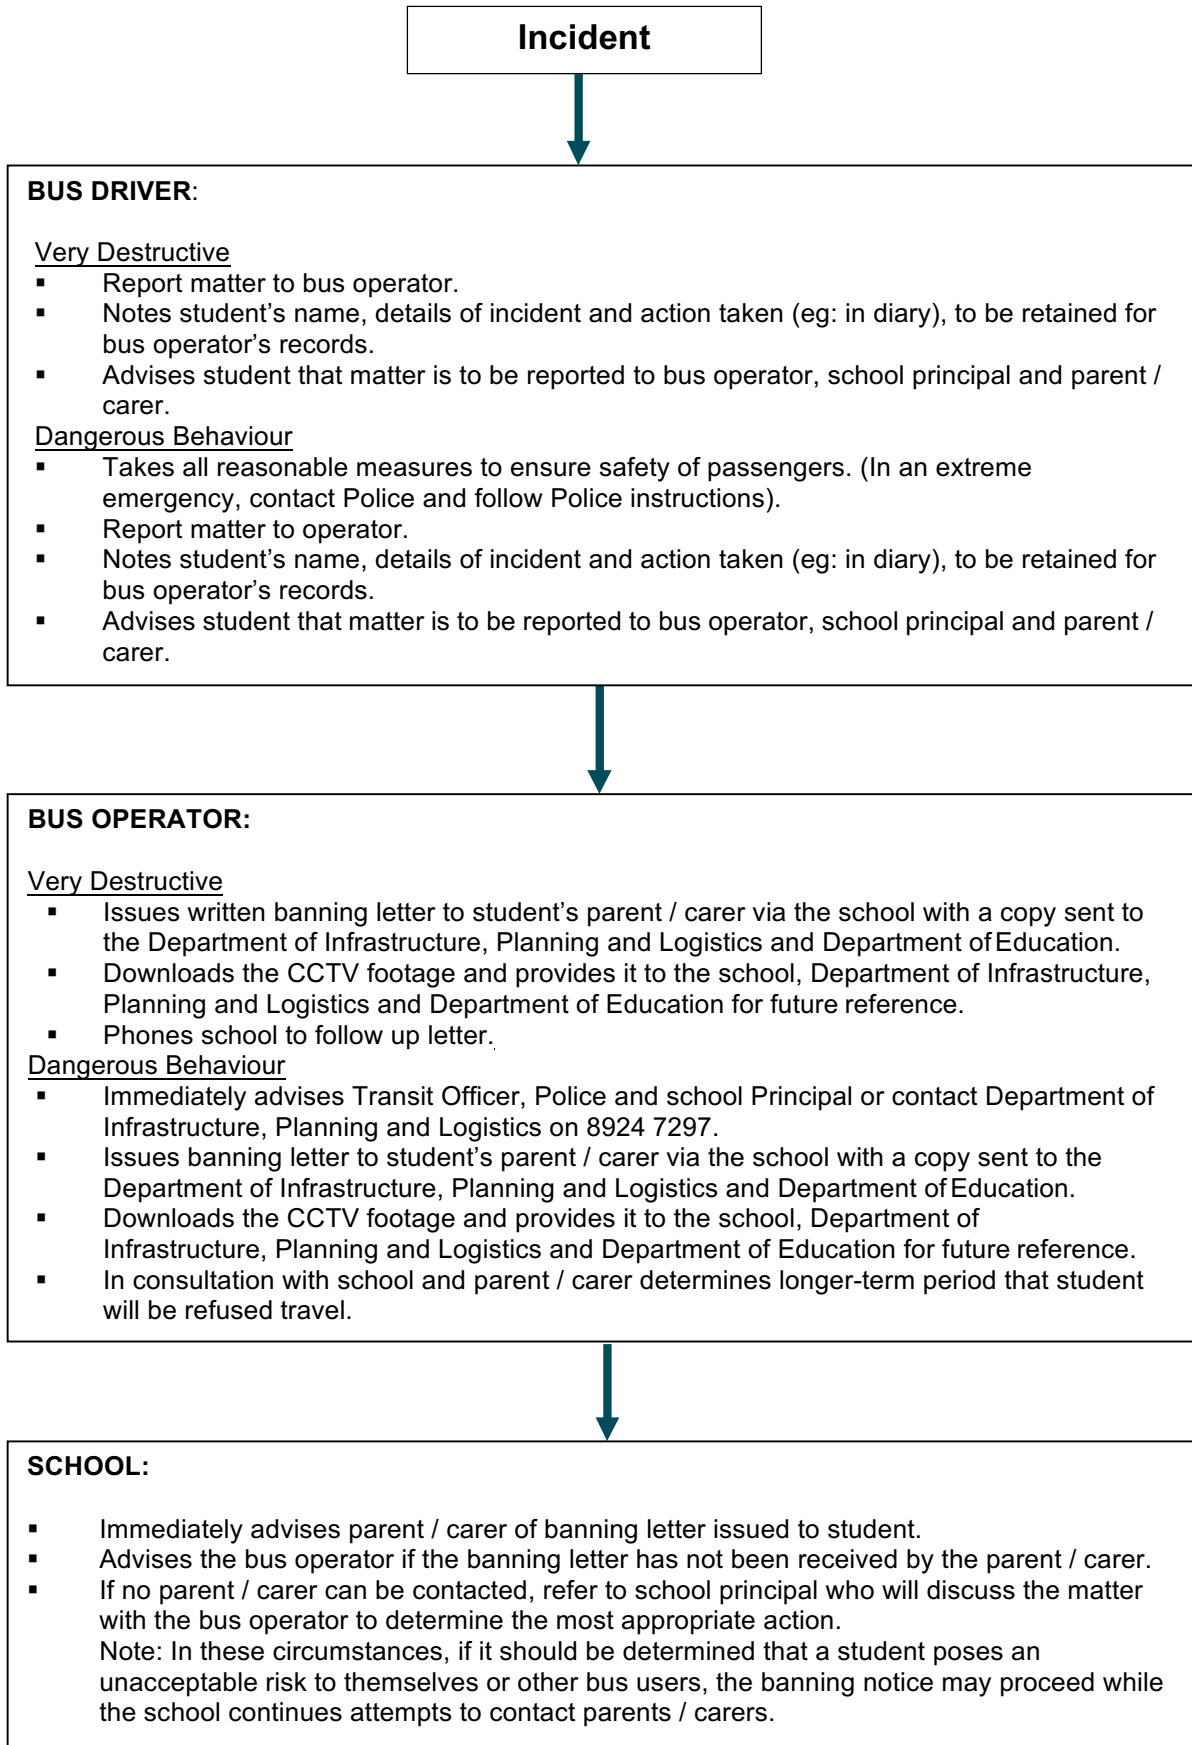 Incident
BUS DRIVER:
Very Destructive
▪ Report matter to bus operator.
▪ Notes student’s name, details of incident and action taken (eg: in diary), to be retained for
bus operator’s records.
▪ Advises student that matter is to be reported to bus operator, school principal and parent /
carer.
Dangerous Behaviour
▪ Takes all reasonable measures to ensure safety of passengers. (In an extreme
emergency, contact Police and follow Police instructions).
▪ Report matter to operator.
▪ Notes student’s name, details of incident and action taken (eg: in diary), to be retained for
bus operator’s records.
▪ Advises student that matter is to be reported to bus operator, school principal and parent /
carer.
BUS OPERATOR:
Very Destructive
▪ Issues written banning letter to student’s parent / carer via the school with a copy sent to
the Department of Infrastructure, Planning and Logistics and Department of Education.
▪ Downloads the CCTV footage and provides it to the school, Department of Infrastructure,
Planning and Logistics and Department of Education for future reference.
▪ Phones school to follow up letter.
Dangerous Behaviour
▪ Immediately advises Transit Officer, Police and school Principal or contact Department of
Infrastructure, Planning and Logistics on 8924 7297.
▪ Issues banning letter to student’s parent / carer via the school with a copy sent to the
Department of Infrastructure, Planning and Logistics and Department of Education.
▪ Downloads the CCTV footage and provides it to the school, Department of
Infrastructure, Planning and Logistics and Department of Education for future reference.
▪ In consultation with school and parent / carer determines longer-term period that student
will be refused travel.
SCHOOL:
▪ Immediately advises parent / carer of banning letter issued to student.
▪ Advises the bus operator if the banning letter has not been received by the parent / carer.
▪ If no parent / carer can be contacted, refer to school principal who will discuss the matter
with the bus operator to determine the most appropriate action.
Note: In these circumstances, if it should be determined that a student poses an
unacceptable risk to themselves or other bus users, the banning notice may proceed while
the school continues attempts to contact parents / carers.